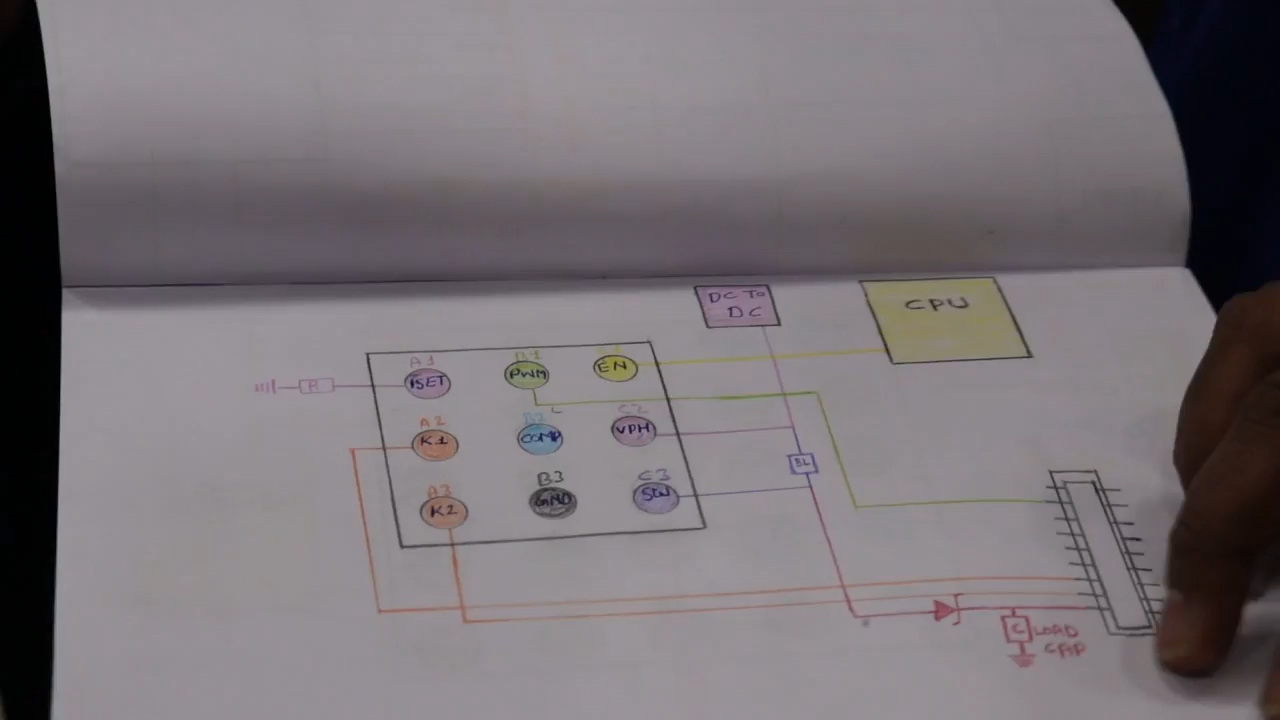 DC TO
DC
CPU
A1
B1
ISET
PWM
EN
R
A2
B2
C2
K1
COMP
VPH
BL
A3
B3
C3
K2
GND
SW
C
LOAD
CAP